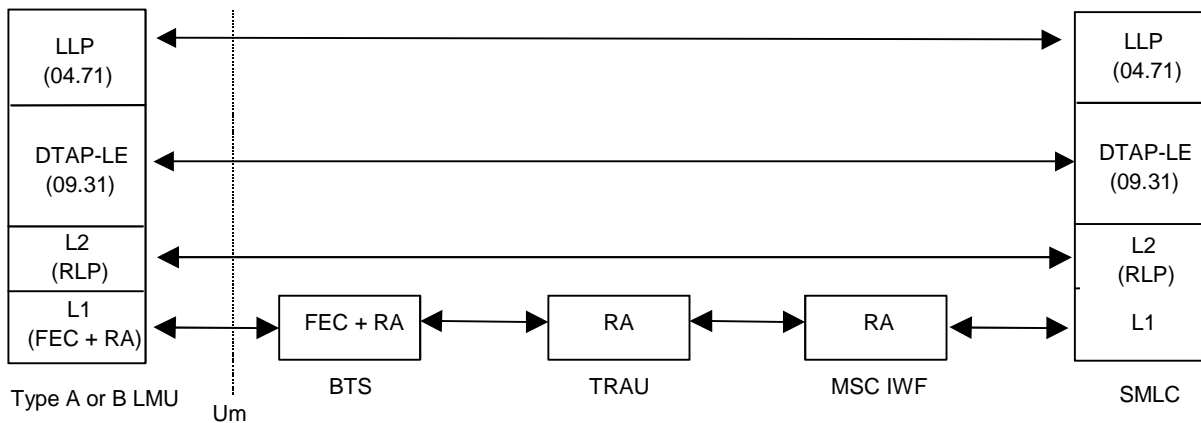 LLP
(04.71)
LLP
(04.71)
DTAP-LE
(09.31)
DTAP-LE
(09.31)
L2
(RLP)
L2
(RLP)
L1
(FEC + RA)
FEC + RA
RA
RA
L1
Type A or B LMU
Um
BTS
TRAU
MSC IWF
SMLC